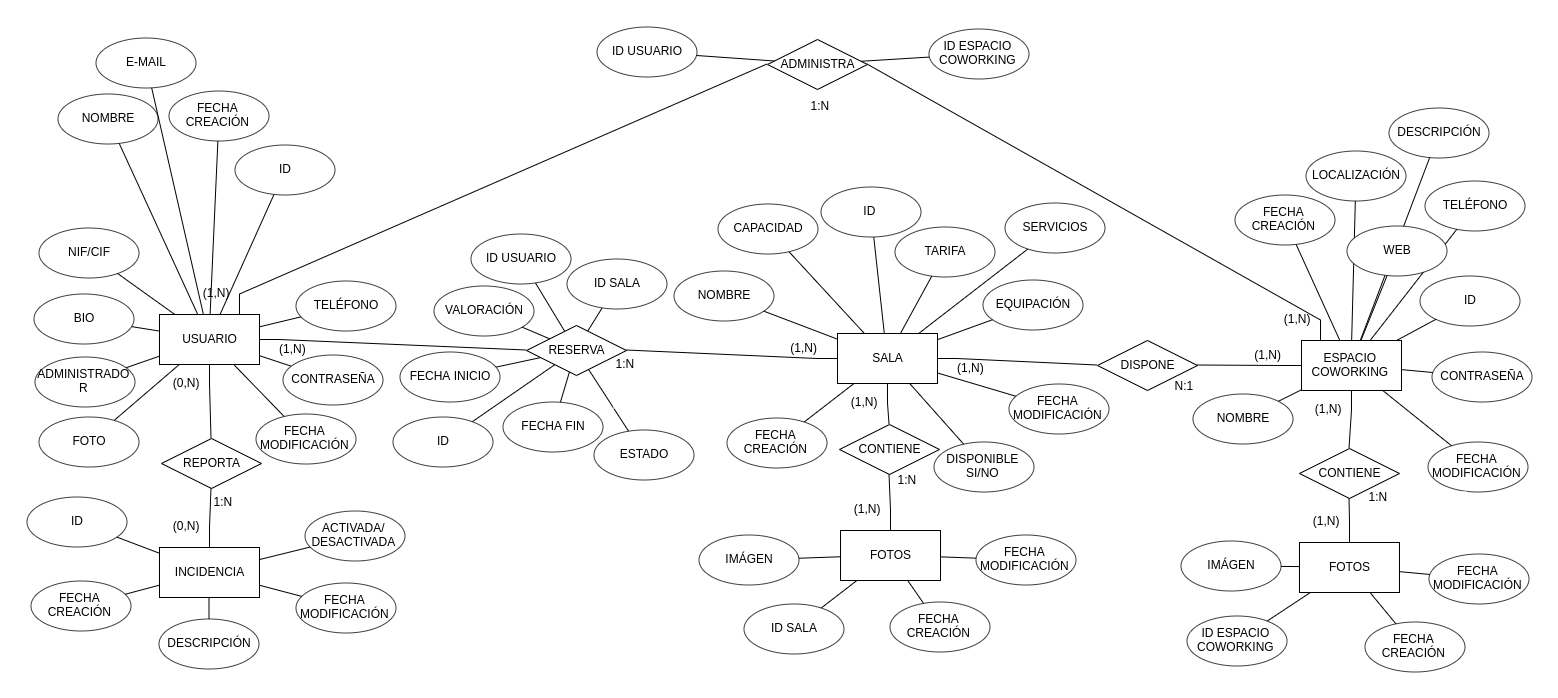 ID USUARIO
ADMINISTRA
ID ESPACIO
COWORKING
1:N
E-MAIL
NOMBRE
FECHA
CREACIÓN
ID
NIF/CIF
BIO
ADMINISTRADO
R
FOTO
(1,N)
USUARIO
TELÉFONO
(1,N)
CONTRASEÑA
(0,N)
FECHA
MODIFICACIÓN
REPORTA
1:N
(0,N)
ID
ACTIVADA/
DESACTIVADA
INCIDENCIA
FECHA
CREACIÓN
FECHA
MODIFICACIÓN
DESCRIPCIÓN
ID USUARIO
ID SALA
VALORACIÓN
RESERVA
1:N
FECHA INICIO
ID
FECHA FIN
ESTADO
CAPACIDAD
ID
TARIFA
SERVICIOS
NOMBRE
EQUIPACIÓN
(1,N)
SALA
(1,N)
FECHA
MODIFICACIÓN
(1,N)
FECHA
CREACIÓN
CONTIENE
DISPONIBLE
SI/NO
1:N
(1,N)
IMÁGEN
FOTOS
FECHA
MODIFICACIÓN
ID SALA
FECHA
CREACIÓN
DISPONE
N:1
DESCRIPCIÓN
LOCALIZACIÓN
FECHA
CREACIÓN
TELÉFONO
WEB
ID
(1,N)
(1,N)
ESPACIO
COWORKING
CONTRASEÑA
NOMBRE
(1,N)
FECHA
MODIFICACIÓN
CONTIENE
1:N
(1,N)
IMÁGEN
FOTOS
FECHA
MODIFICACIÓN
ID ESPACIO
COWORKING
FECHA
CREACIÓN